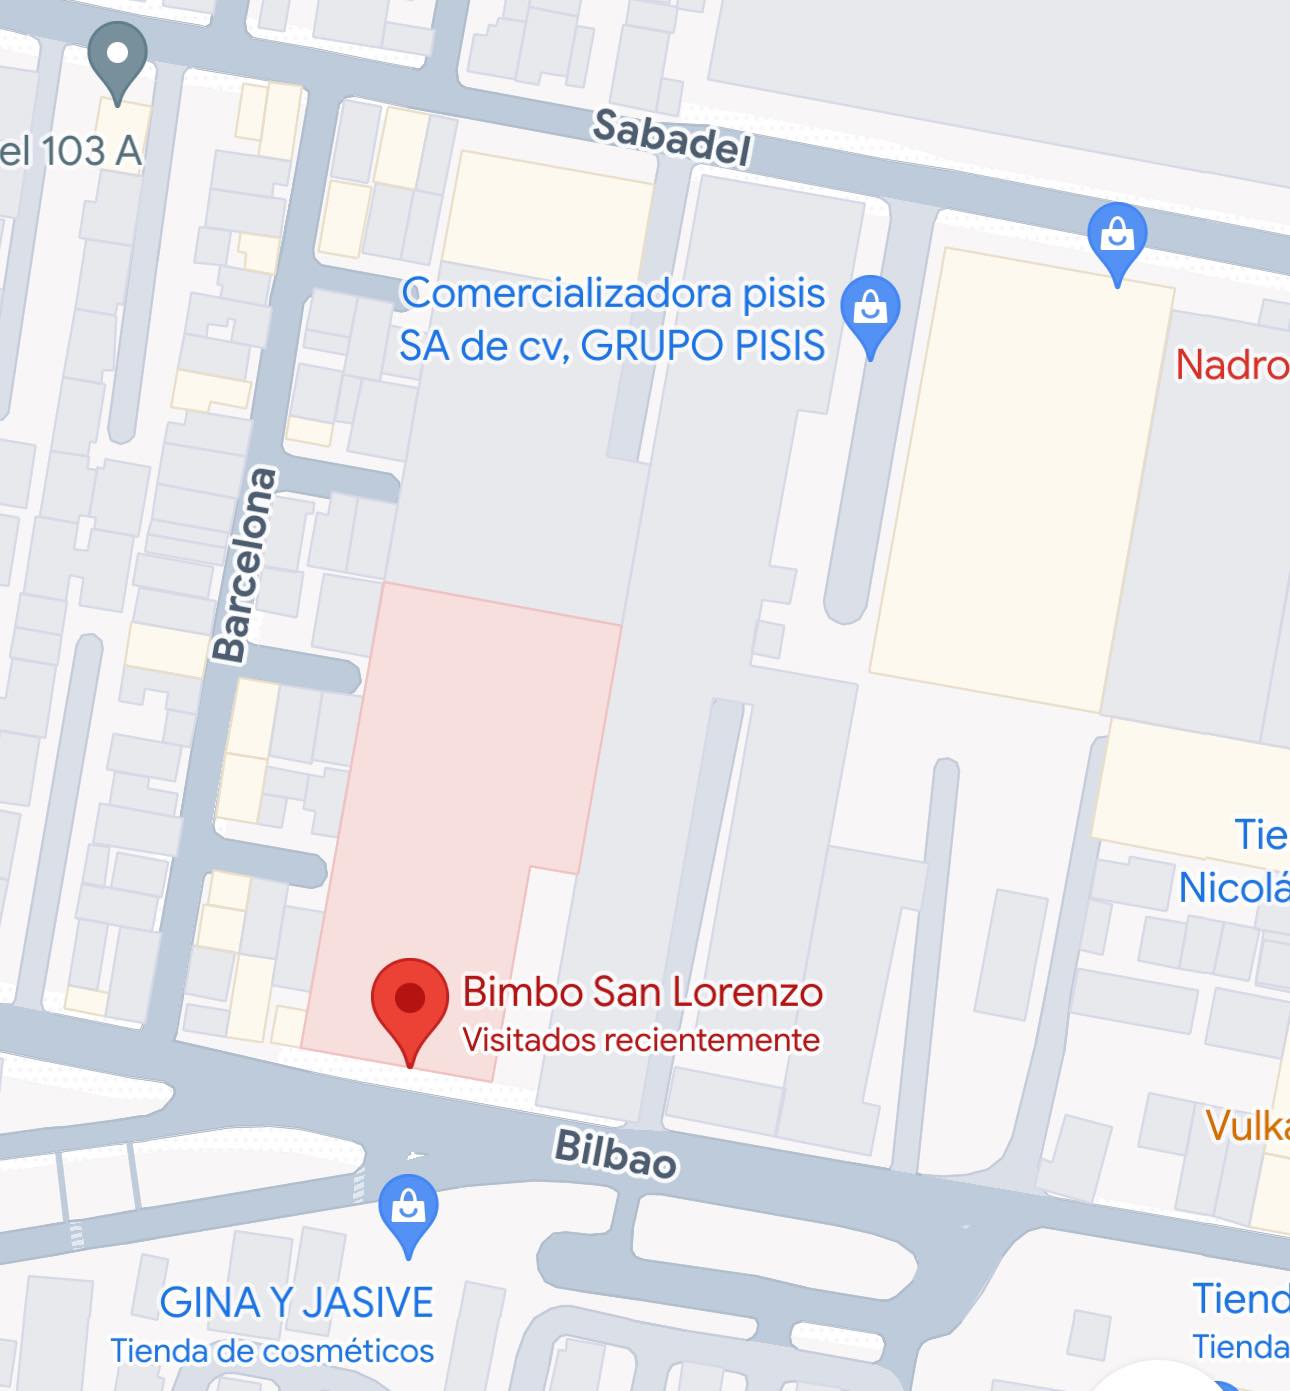 Sabadel
el 103 A
Comercializadora pisis
SA de cv, GRUPO PISIS
Nadro
Barcelona
Tie
Nicolá
Bimbo San Lorenzo
Visitados recientemente
Vulka
Bilbao
GINA Y JASIVE
Tienda de cosméticos
Tiend
Tienda